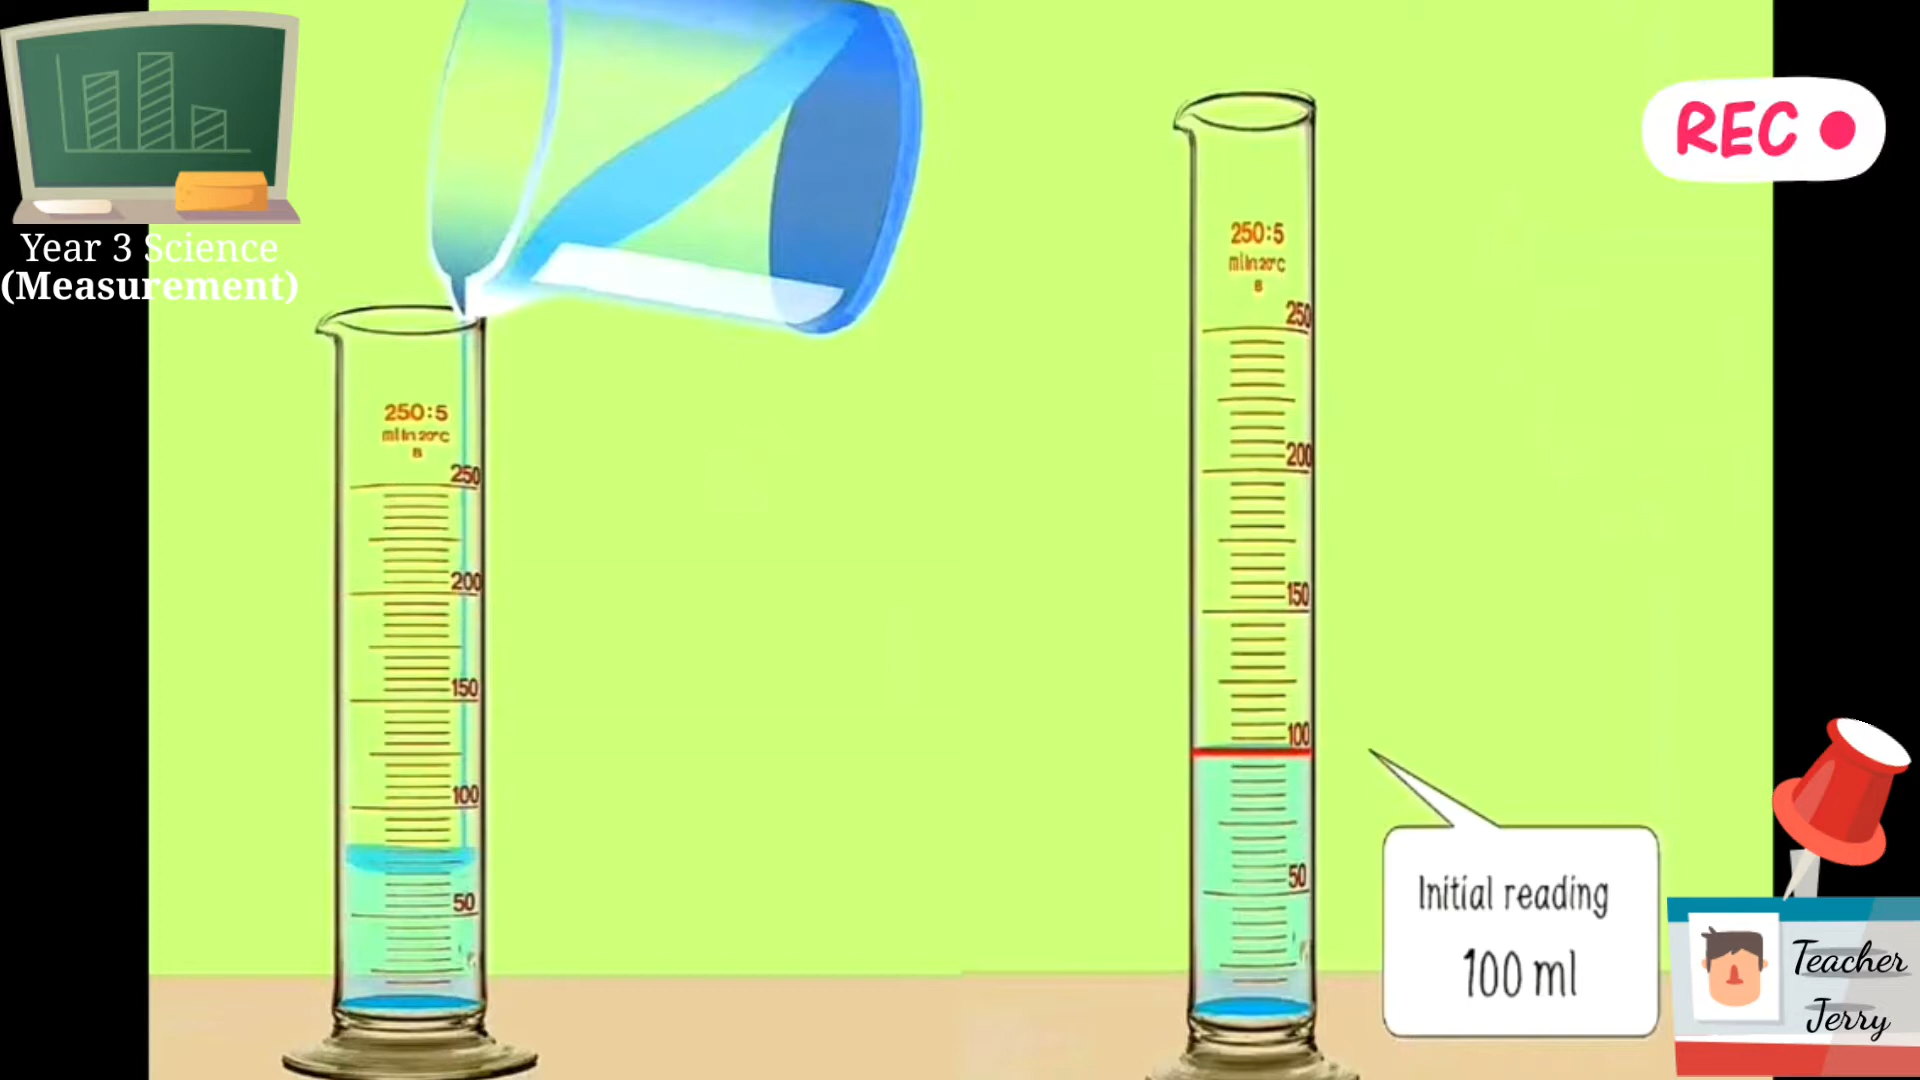 Year 3 Science
(Measurement)
REC
250:5
ml In 20°C
B
250
200
150
100
50
250:5
ml In 20°C
B
250
200
150
100
50
Initial reading
100 ml
Teacher
Jerry